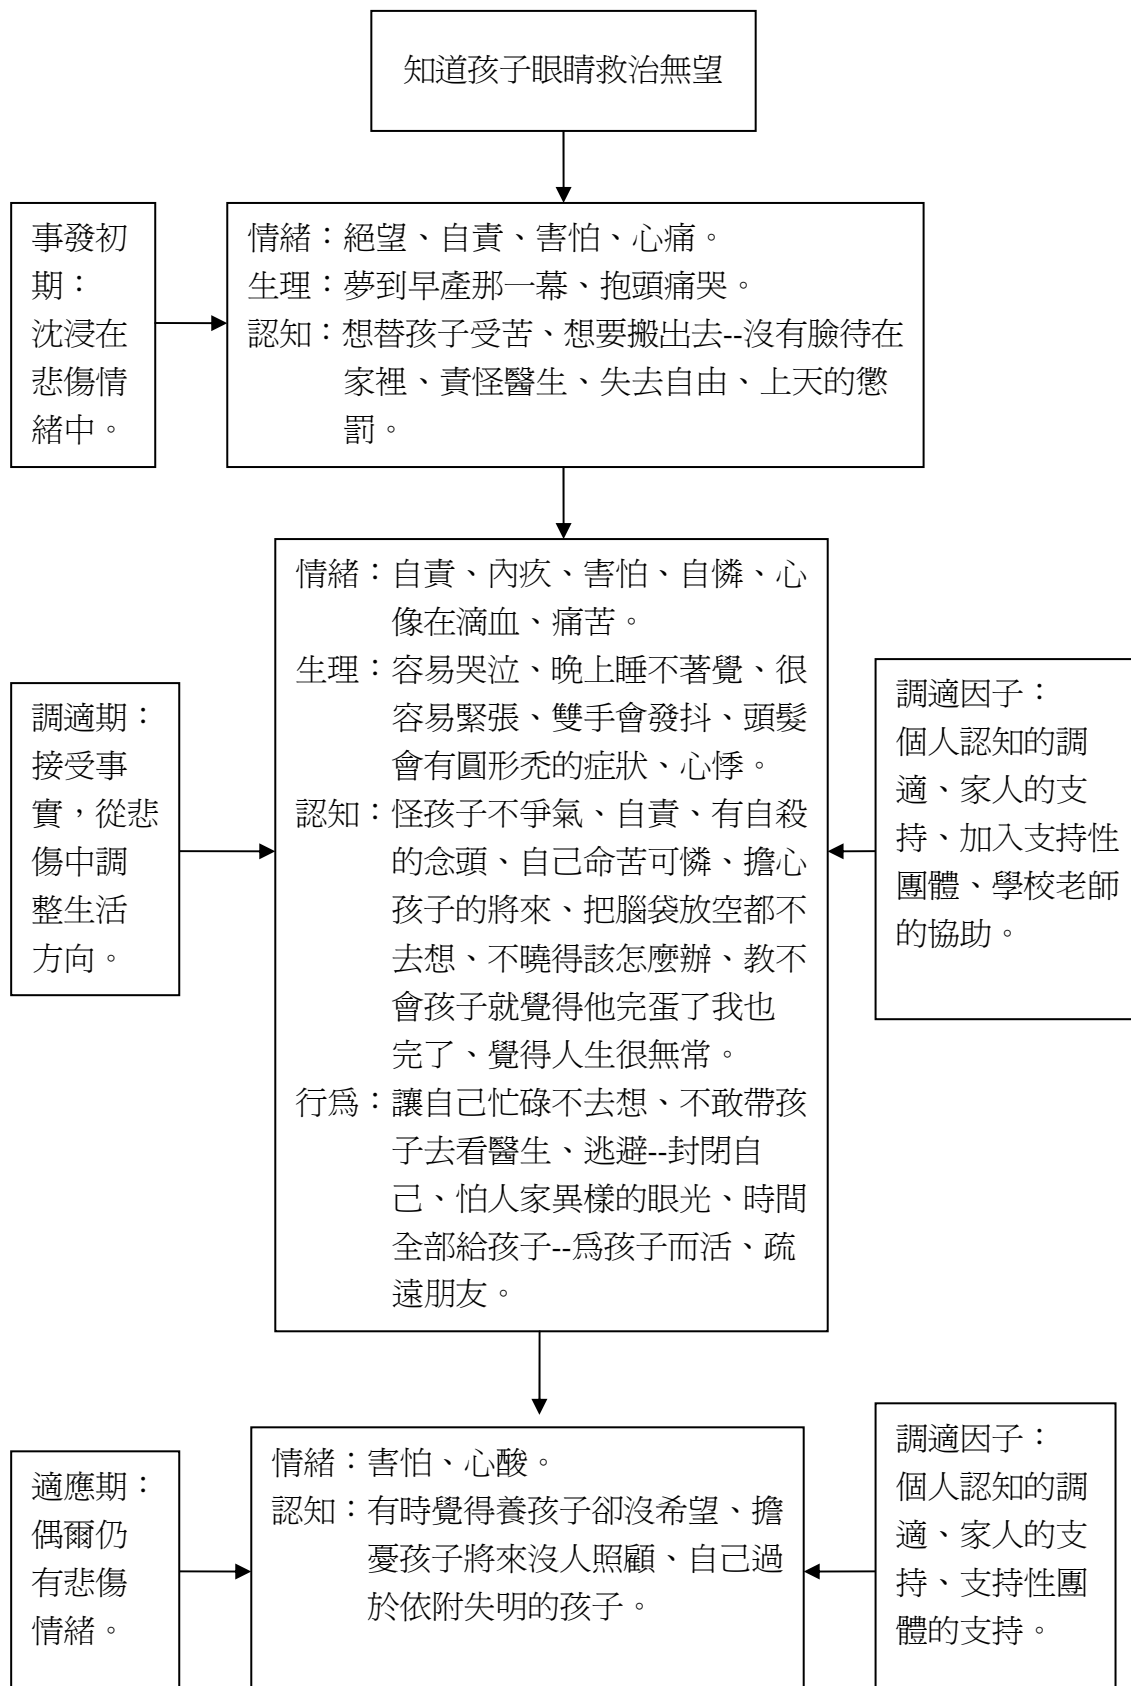 知道孩子眼睛救治無望
事發初
期：
沈浸在
悲傷情
緒中。
情緒：絕望、自責、害怕、心痛。
生理：夢到早產那一幕、抱頭痛哭。
認知：想替孩子受苦、想要搬出去--沒有臉待在
家裡、責怪醫生、失去自由、上天的懲
罰。
調適期：
接受事
實，從悲
傷中調
整生活
方向。
情緒：自責、內疚、害怕、自憐、心
像在滴血、痛苦。
生理：容易哭泣、晚上睡不著覺、很
容易緊張、雙手會發抖、頭髮
會有圓形禿的症狀、心悸。
認知：怪孩子不爭氣、自責、有自殺
的念頭、自己命苦可憐、擔心
孩子的將來、把腦袋放空都不
去想、不曉得該怎麼辦、教不
會孩子就覺得他完蛋了我也
完了、覺得人生很無常。
行為：讓自己忙碌不去想、不敢帶孩
子去看醫生、逃避--封閉自
己、怕人家異樣的眼光、時間
全部給孩子--為孩子而活、疏
遠朋友。
調適因子：
個人認知的調
適、家人的支
持、加入支持性
團體、學校老師
的協助。
適應期：
偶爾仍
有悲傷
情緒。
情緒：害怕、心酸。
認知：有時覺得養孩子卻沒希望、擔
憂孩子將來沒人照顧、自己過
於依附失明的孩子。
調適因子：
個人認知的調
適、家人的支
持、支持性團
體的支持。